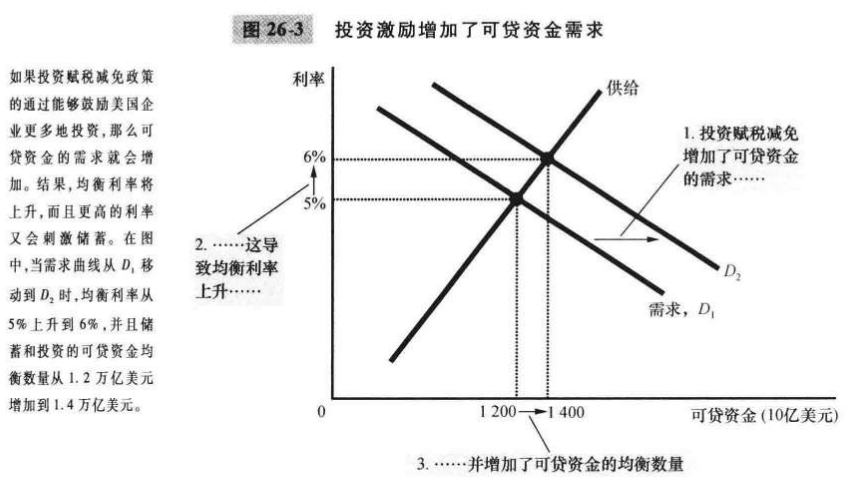 图 26-3 投资激励增加了可贷资金需求
如果投资赋税减免政策
的通过能够鼓励美国企
业更多地投资,那么可
贷资金的需求就会增
加。结果,均衡利率将
上升,而且更高的利率
又会刺激储蓄。在图
中,当需求曲线从 D₁ 移
动到 D₂ 时,均衡利率从
5%上升到 6%,并且储
蓄和投资的可贷资金均
衡数量从 1.2 万亿美元
增加到 1.4 万亿美元。
利率
供给
1. 投资赋税减免
增加了可贷资金
的需求……
6%
5%
2. ……这导
致均衡利率
上升……
D₂
需求，D₁
0
1 200
1 400
可贷资金 (10亿美元)
3. ……并增加了可贷资金的均衡数量